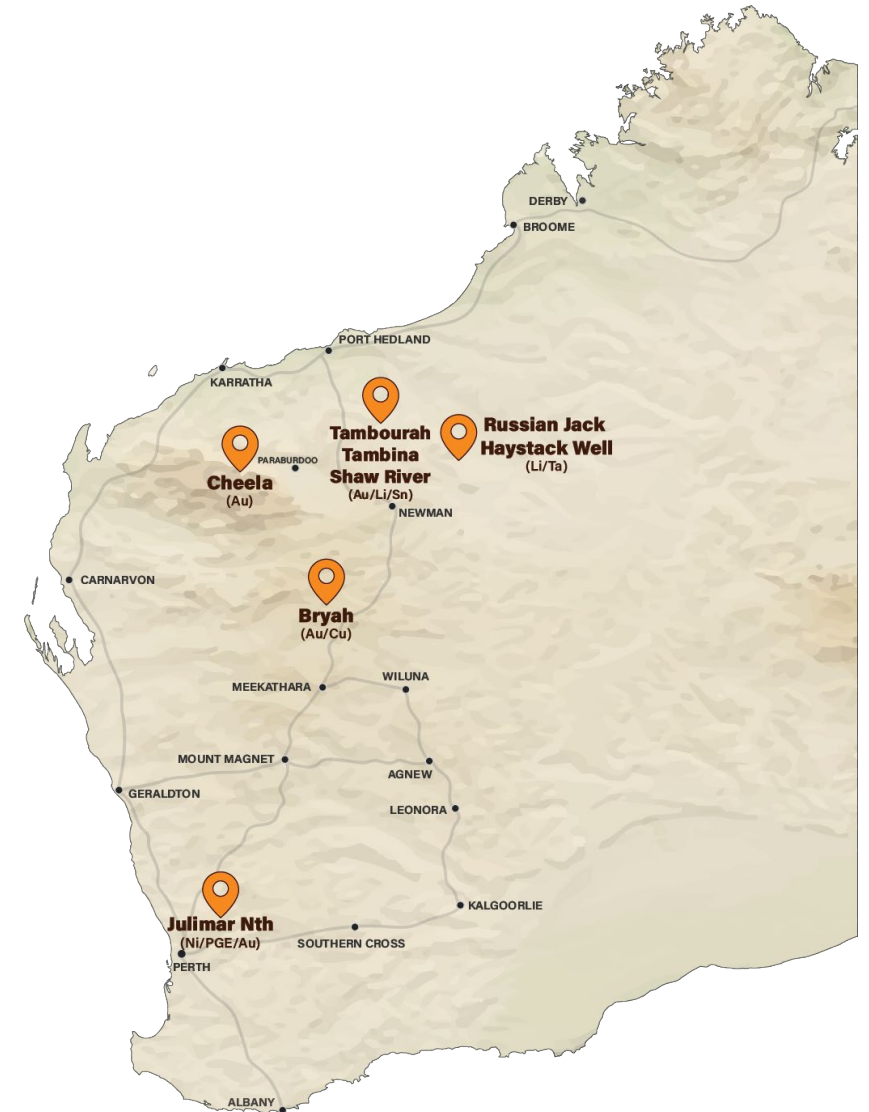 DERBY
BROOME
PORT HEDLAND
KARRATHA
Tambourah
Tambina
Shaw River
(Au/Li/Sn)
Russian Jack
Haystack Well
(Li/Ta)
PARABURDOO
Cheela
(Au)
NEWMAN
CARNARVON
Bryah
(Au/Cu)
MEEKATHARA
WILUNA
MOUNT MAGNET
AGNEW
GERALDTON
LEONORA
KALGOORLIE
Julimar Nth
(Ni/PGE/Au)
SOUTHERN CROSS
PERTH
ALBANY